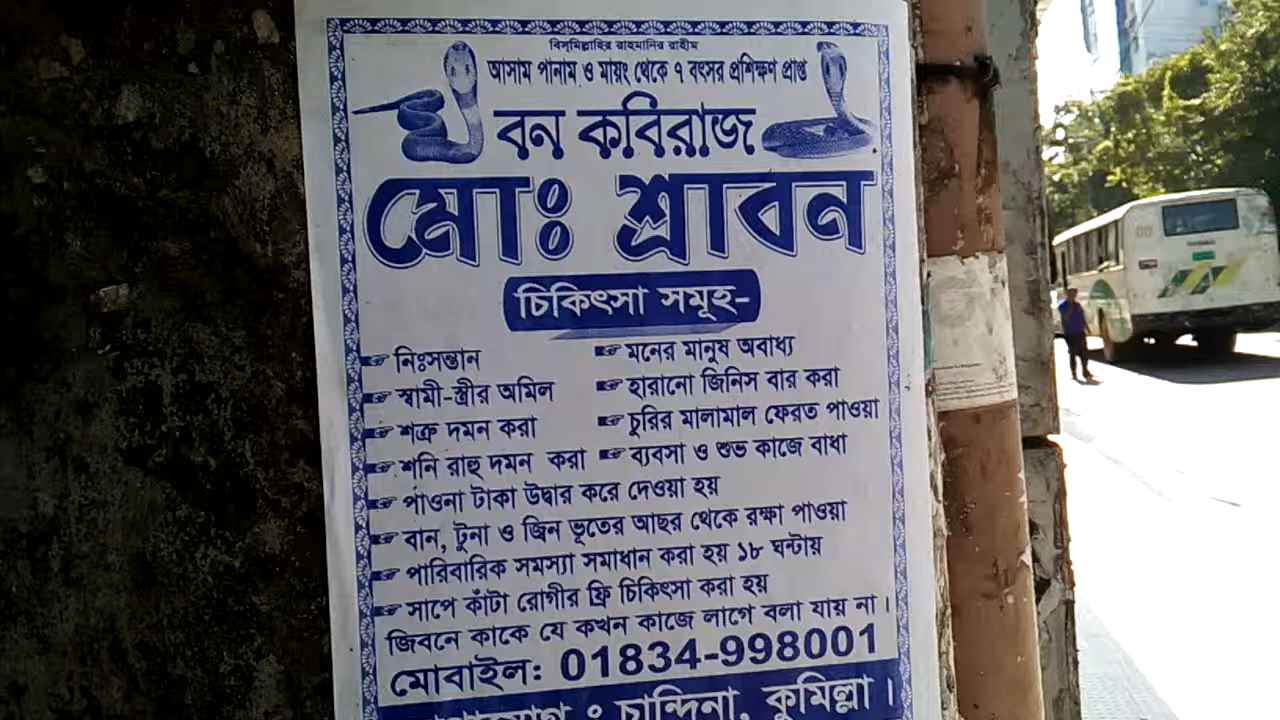 বিস্‌মিল্লাহির রাহমানির রাহীম
আসাম পানাম ও মায়ং থেকে ৭ বৎসর প্রশিক্ষণ প্রাপ্ত
বন কবিরাজ
মোঃ শ্রাবন
চিকিৎসা সমূহ-
নিঃসন্তান
স্বামী-স্ত্রীর অমিল
শত্রু দমন করা
শনি রাহু দমন করা
মনের মানুষ অবাধ্য
হারানো জিনিস বার করা
চুরির মালামাল ফেরত পাওয়া
ব্যবসা ও শুভ কাজে বাধা
পাওনা টাকা উদ্বার করে দেওয়া হয়
বান, টুনা ও জ্বিন ভূতের আছর থেকে রক্ষা পাওয়া
পারিবারিক সমস্যা সমাধান করা হয় ১৮ ঘন্টায়
সাপে কাঁটা রোগীর ফ্রি চিকিৎসা করা হয়
জিবনে কাকে যে কখন কাজে লাগে বলা যায় না।
মোবাইল: 01834-998001
: চান্দিনা, কুমিল্লা।